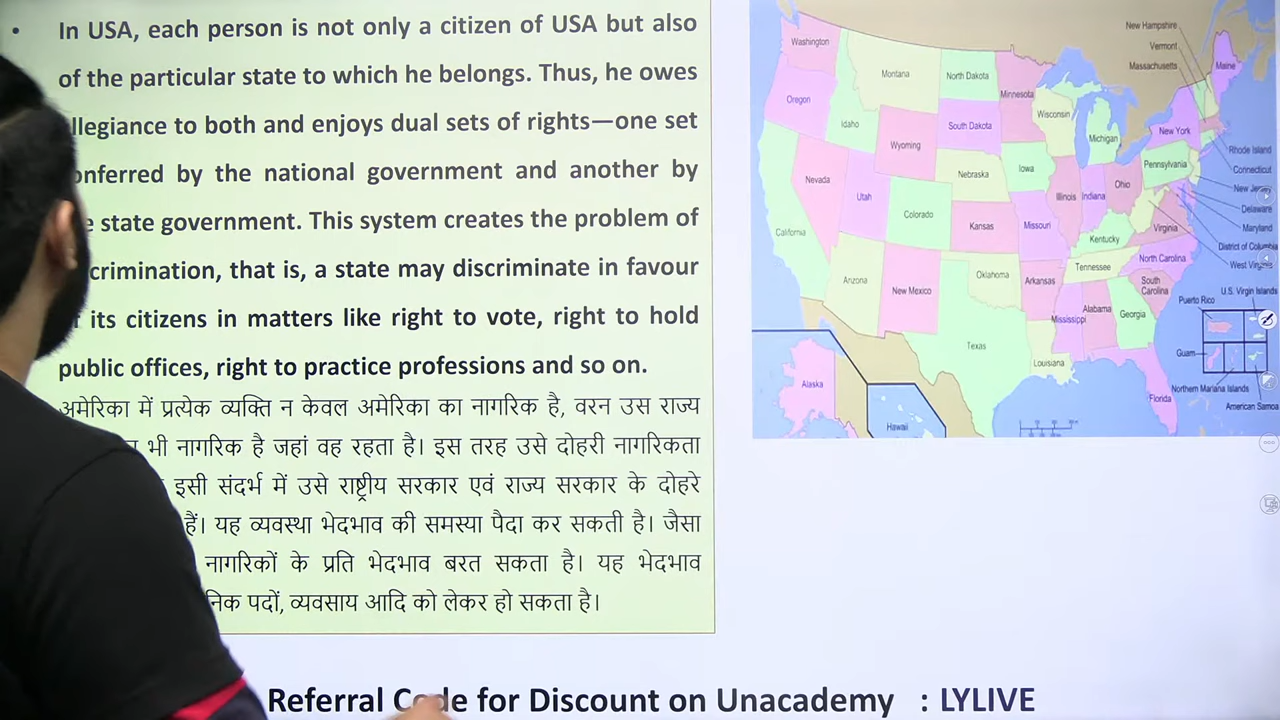 • In USA, each person is not only a citizen of USA but also
of the particular state to which he belongs. Thus, he owes
llegiance to both and enjoys dual sets of rights—one set
onferred by the national government and another by
e state government. This system creates the problem of
crimination, that is, a state may discriminate in favour
its citizens in matters like right to vote, right to hold
public offices, right to practice professions and so on.
अमेरिका में प्रत्येक व्यक्ति न केवल अमेरिका का नागरिक है, वरन उस राज्य
भी नागरिक है जहां वह रहता है। इस तरह उसे दोहरी नागरिकता
इसी संदर्भ में उसे राष्ट्रीय सरकार एवं राज्य सरकार के दोहरे
हैं। यह व्यवस्था भेदभाव की समस्या पैदा कर सकती है। जैसा
नागरिकों के प्रति भेदभाव बरत सकता है। यह भेदभाव
निक पदों, व्यवसाय आदि को लेकर हो सकता है।
New Hampshire
Vermont
Massachusetts
Washington
Montana
North Dakota
Minnesota
Maine
Oregon
Idaho
Wyoming
South Dakota
Wisconsin
Michigan
New York
Rhode Island
Connecticut
New Jersey
Delaware
Maryland
District of Columbia
West Virginia
Nevada
Utah
Colorado
Nebraska
Iowa
Illinois
Indiana
Ohio
Pennsylvania
California
Kansas
Missouri
Kentucky
Virginia
North Carolina
Arizona
New Mexico
Oklahoma
Arkansas
Tennessee
South
Carolina
Texas
Louisiana
Mississippi
Alabama
Georgia
Florida
U.S. Virgin Islands
Puerto Rico
Guam
Northern Mariana Islands
American Samoa
Alaska
Hawaii
Referral Code for Discount on Unacademy : LYLIVE